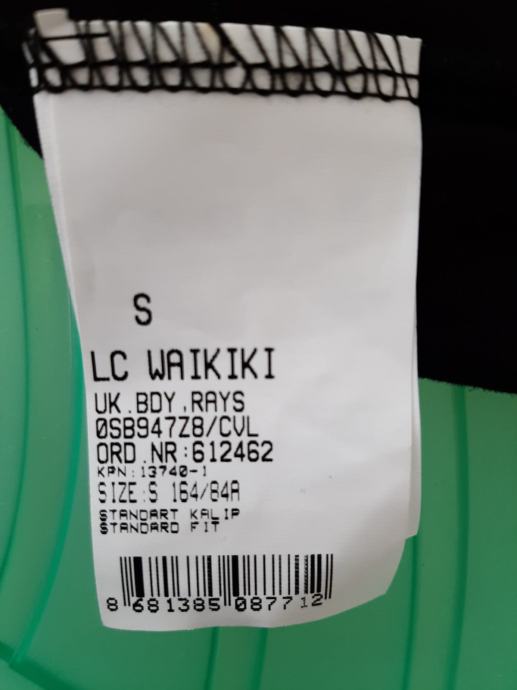 S
LC WAIKIKI
UK.BDY,RAYS
0SB947Z8/CVL
ORD.NR:612462
KPN:13740-1
SIZE:S 164/84A
STANDART KALIP
STANDARD FIT
8 681385 087712